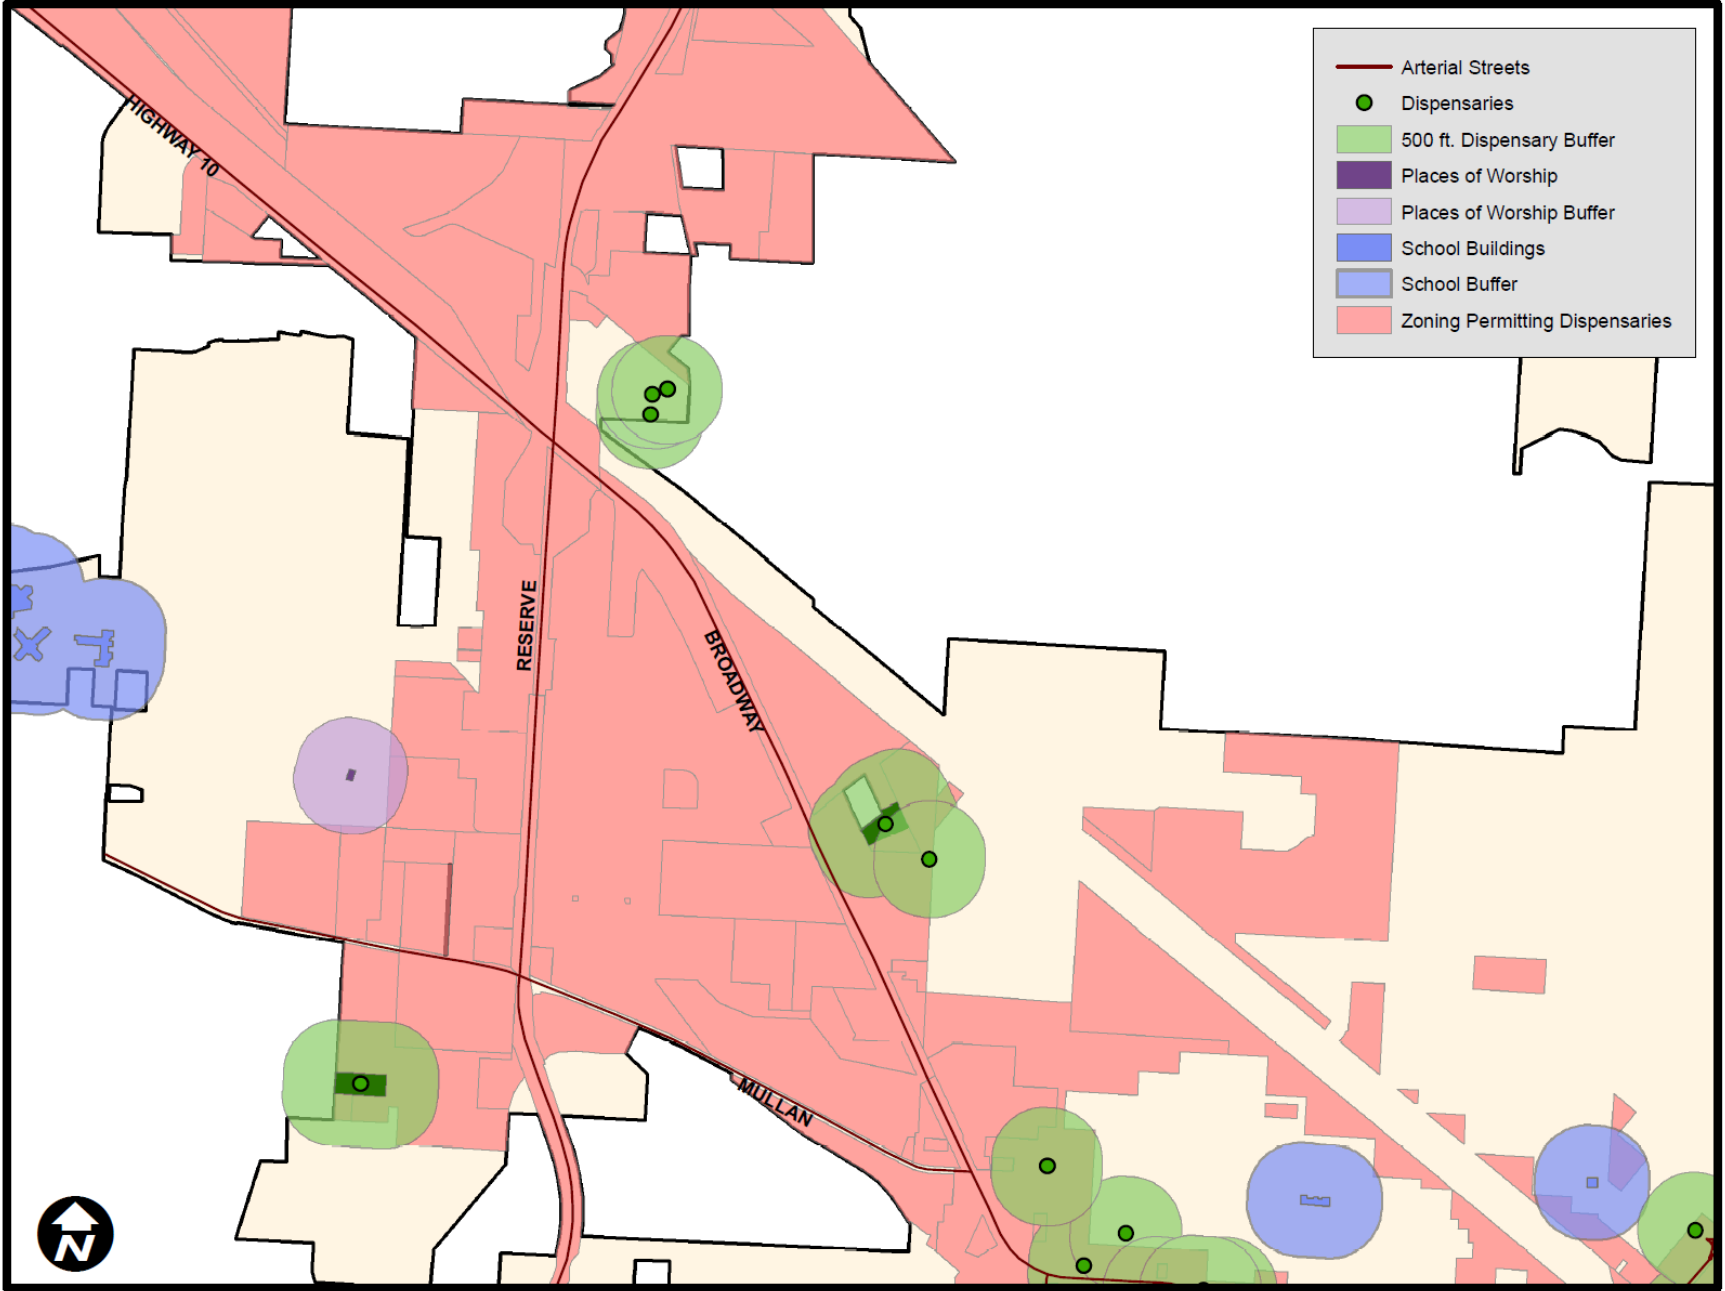 Arterial Streets
Dispensaries
500 ft. Dispensary Buffer
Places of Worship
Places of Worship Buffer
School Buildings
School Buffer
Zoning Permitting Dispensaries
HIGHWAY 10
RESERVE
BROADWAY
MULLAN
N